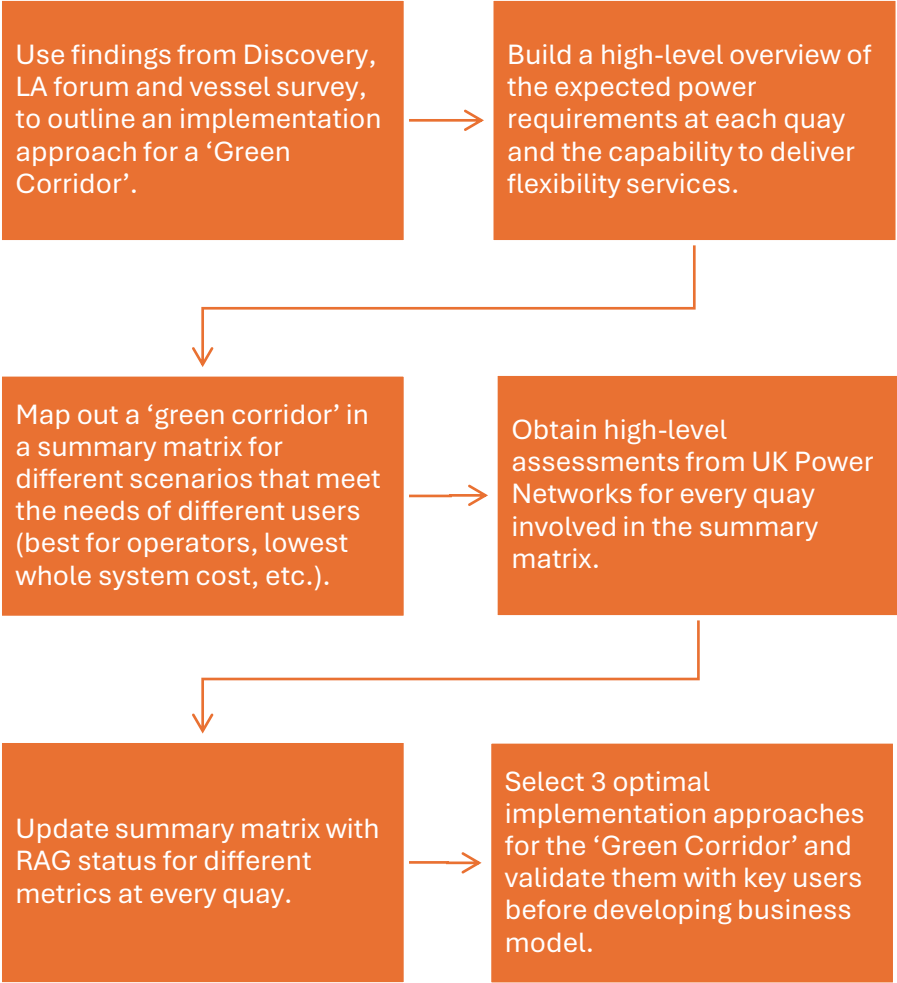 Use findings from Discovery,
LA forum and vessel survey,
to outline an implementation
approach for a ‘Green
Corridor’.
Build a high-level overview of
the expected power
requirements at each quay
and the capability to deliver
flexibility services.
Map out a ‘green corridor’ in
a summary matrix for
different scenarios that meet
the needs of different users
(best for operators, lowest
whole system cost, etc.).
Obtain high-level
assessments from UK Power
Networks for every quay
involved in the summary
matrix.
Update summary matrix with
RAG status for different
metrics at every quay.
Select 3 optimal
implementation approaches
for the ‘Green Corridor’ and
validate them with key users
before developing business
model.